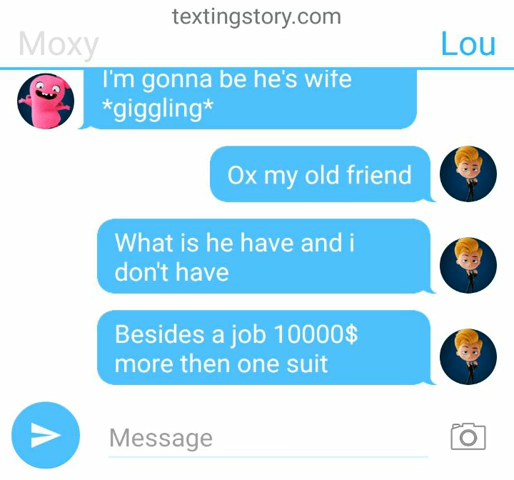 textingstory.com
Moxy
Lou
I'm gonna be he's wife
*giggling*
Ox my old friend
What is he have and i
don't have
Besides a job 10000$
more then one suit
Message